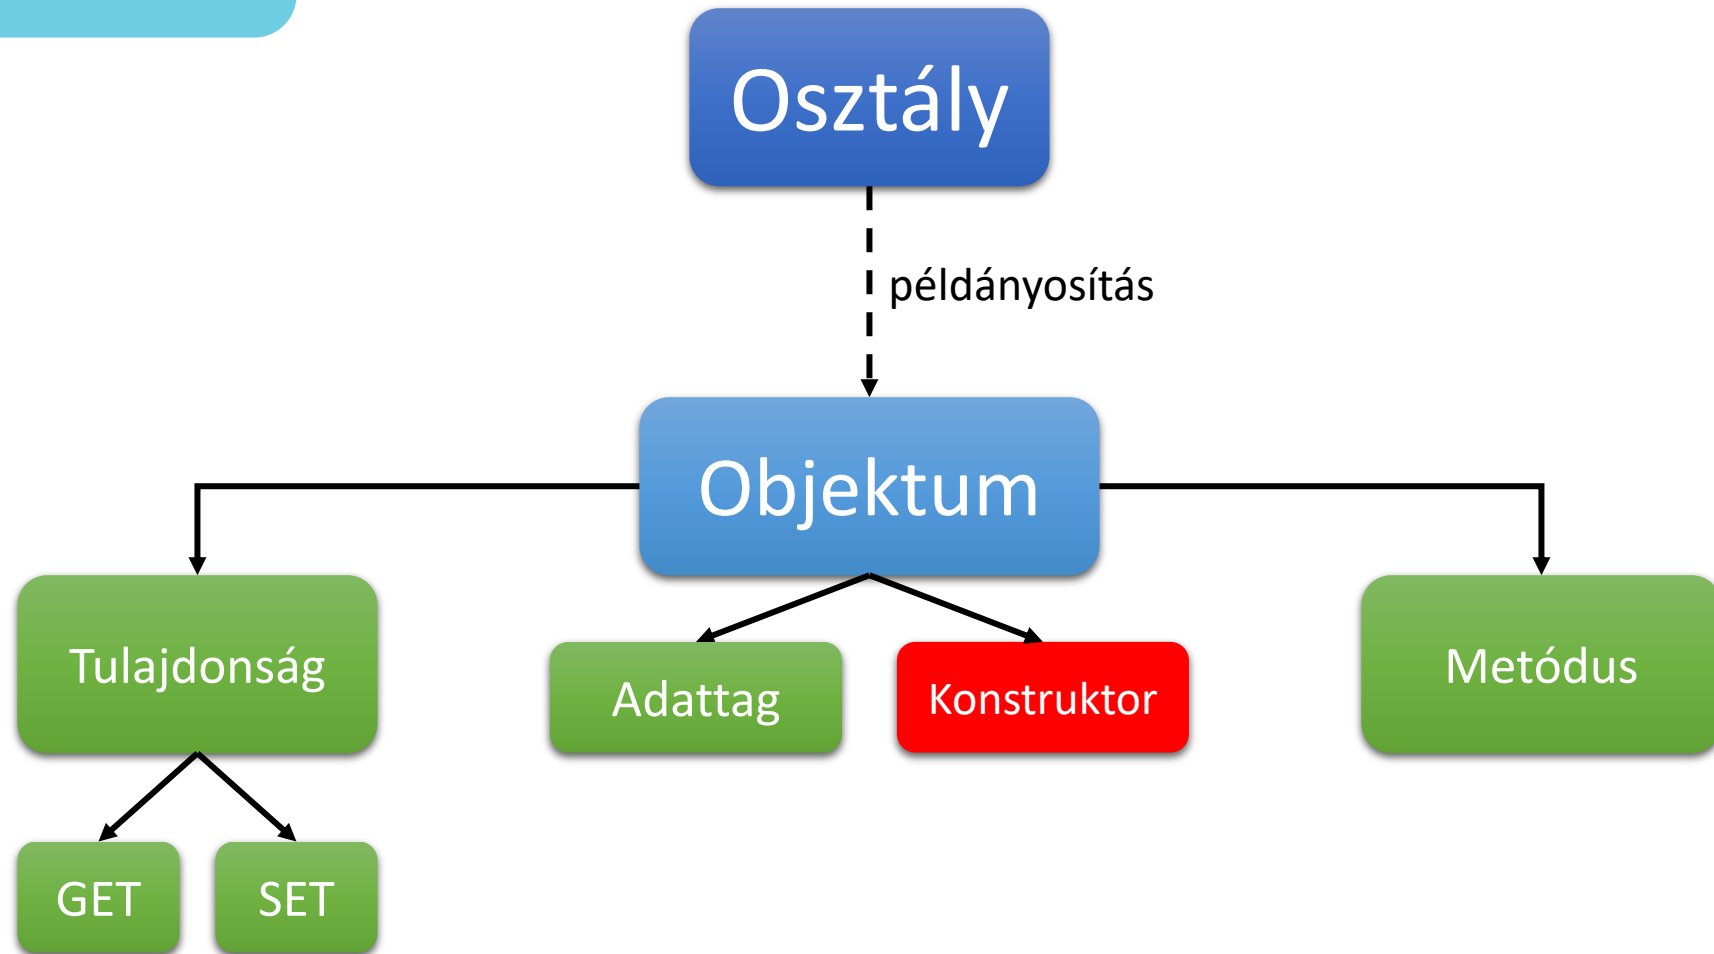 Osztály
példányosítás
Objektum
Tulajdonság
Adattag
Konstruktor
Metódus
GET
SET